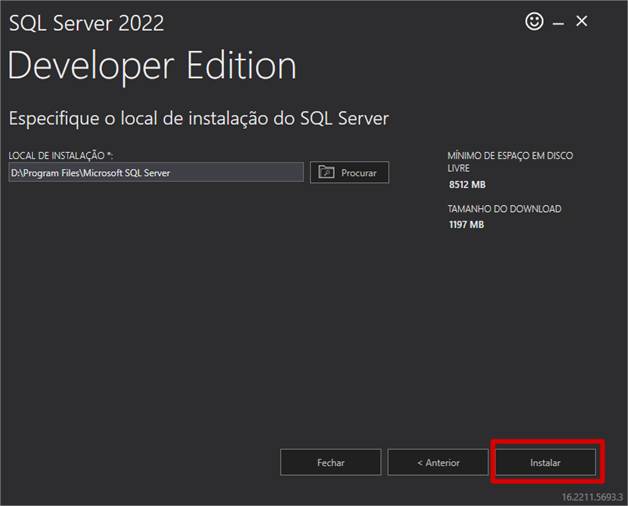 SQL Server 2022
Developer Edition
Especifique o local de instalação do SQL Server
LOCAL DE INSTALAÇÃO *:
D:\Program Files\Microsoft SQL Server
Procurar
MÍNIMO DE ESPAÇO EM DISCO
LIVRE
8512 MB
TAMANHO DO DOWNLOAD
1197 MB
Fechar
< Anterior
Instalar
16.2211.5693.3